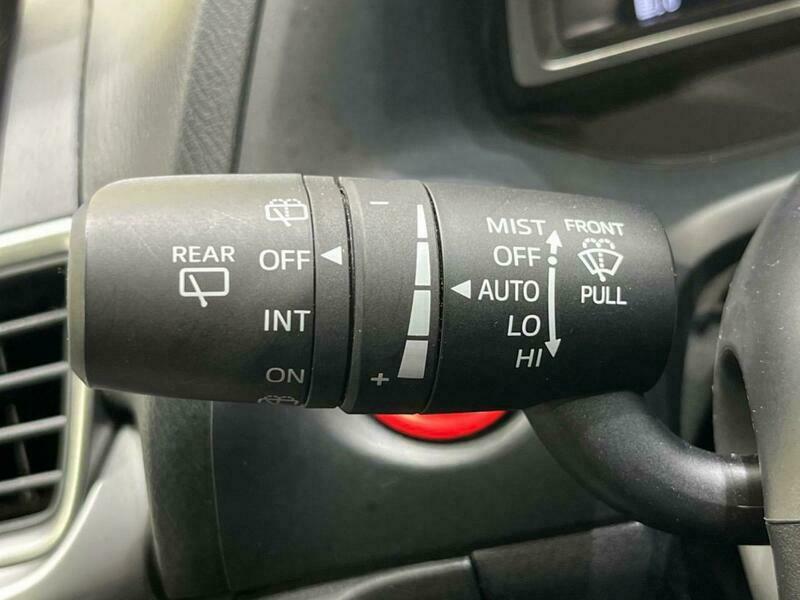 REAR
OFF
INT
ON
−
+
MIST
OFF
AUTO
LO
HI
FRONT
PULL